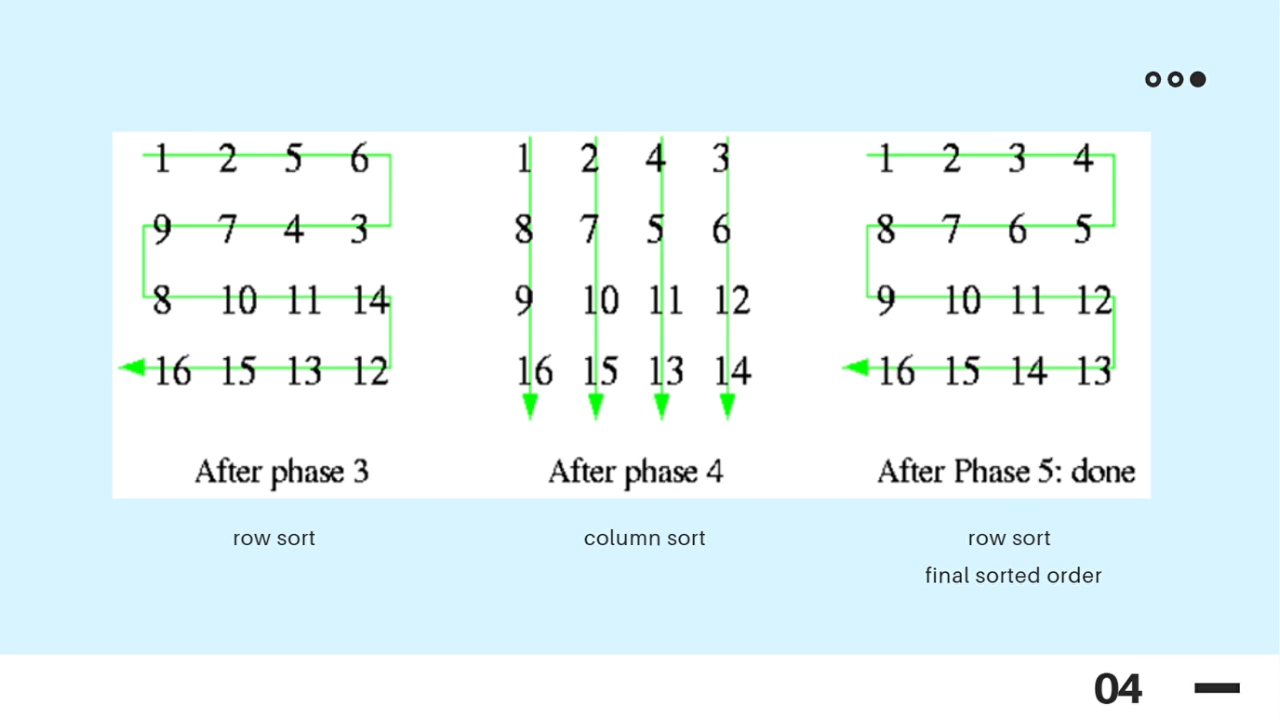 1 2 5 6
9 7 4 3
8 10 11 14
16 15 13 12
After phase 3
row sort
1 2 4 3
8 7 5 6
9 10 11 12
16 15 13 14
After phase 4
column sort
1 2 3 4
8 7 6 5
9 10 11 12
16 15 14 13
After Phase 5: done
row sort
final sorted order
04